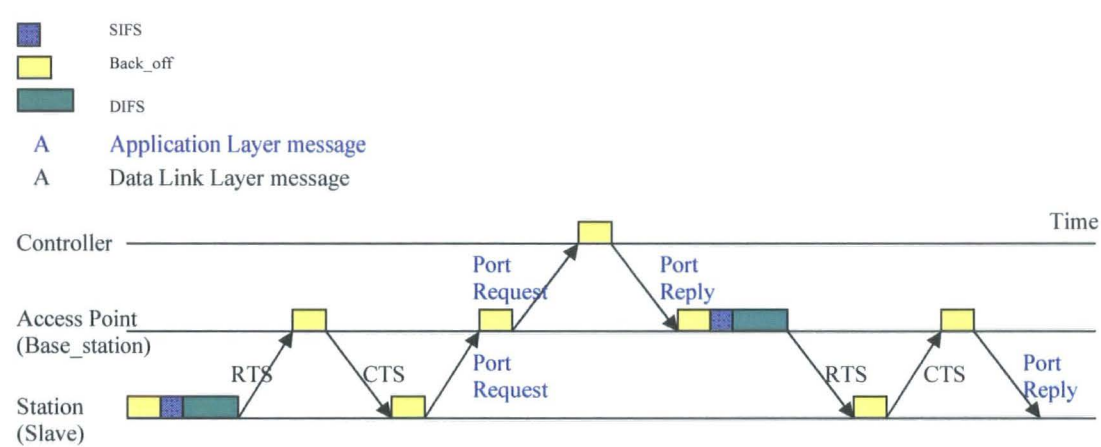 SIFS
Back_off
DIFS
A Application Layer message
A Data Link Layer message
Time
Controller
Port
Request
Port
Reply
Access Point
(Base_station)
RTS
CTS
Port
Request
RTS
CTS
Port
Reply
Station
(Slave)